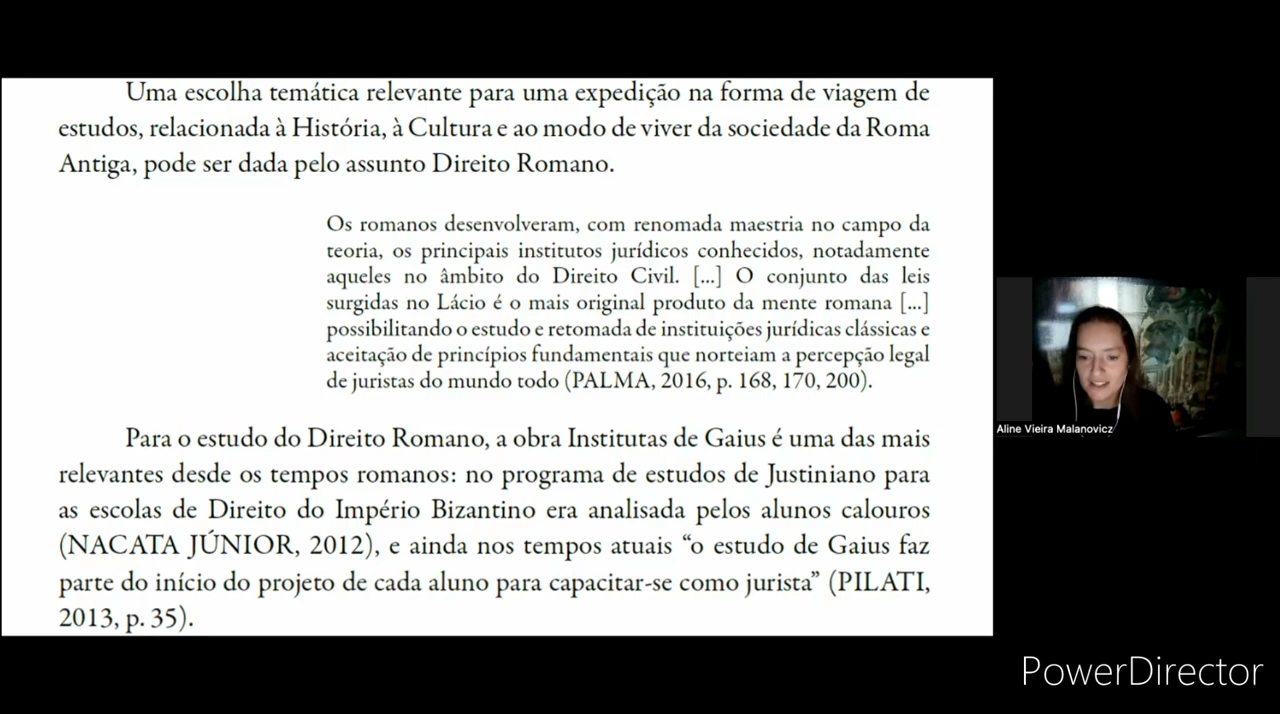 Uma escolha temática relevante para uma expedição na forma de viagem de
estudos, relacionada à História, à Cultura e ao modo de viver da sociedade da Roma
Antiga, pode ser dada pelo assunto Direito Romano.
Os romanos desenvolveram, com renomada maestria no campo da
teoria, os principais institutos jurídicos conhecidos, notadamente
aqueles no âmbito do Direito Civil. [...] O conjunto das leis
surgidas no Lácio é o mais original produto da mente romana [...]
possibilitando o estudo e retomada de instituições jurídicas clássicas e
aceitação de princípios fundamentais que norteiam a percepção legal
de juristas do mundo todo (PALMA, 2016, p. 168, 170, 200).
Para o estudo do Direito Romano, a obra Institutas de Gaius é uma das mais
relevantes desde os tempos romanos: no programa de estudos de Justiniano para
as escolas de Direito do Império Bizantino era analisada pelos alunos calouros
(NACATA JÚNIOR, 2012), e ainda nos tempos atuais “o estudo de Gaius faz
parte do início do projeto de cada aluno para capacitar-se como jurista” (PILATI,
2013, p. 35).
Aline Vieira Malanovicz
PowerDirector